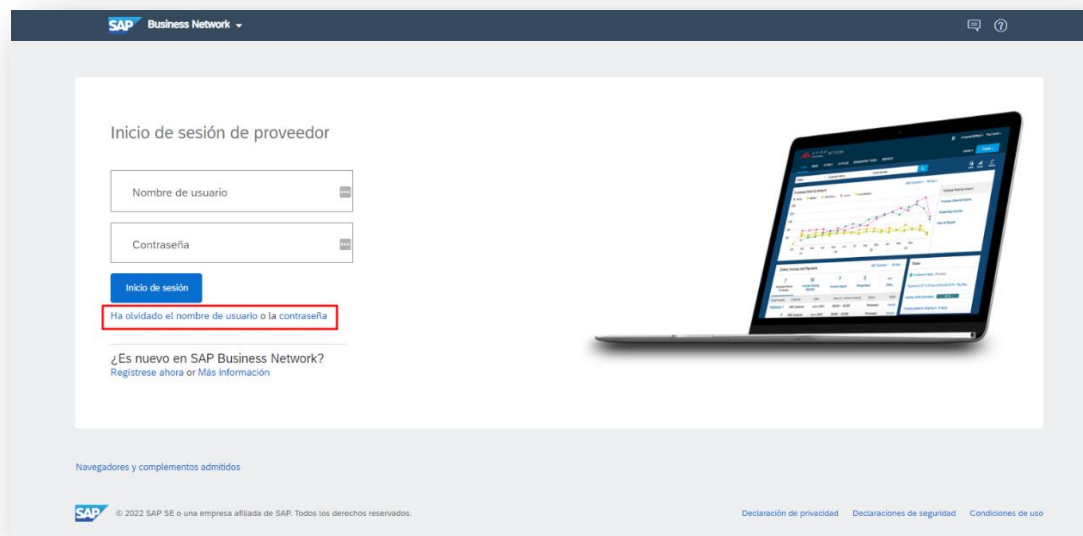 SAP Business Network
Inicio de sesión de proveedor
Nombre de usuario
Contraseña
Inicio de sesión
Ha olvidado el nombre de usuario o la contraseña
¿Es nuevo en SAP Business Network?
Regístrese ahora or Más información
Navegadores y complementos admitidos
SAP © 2022 SAP SE o una empresa afiliada de SAP. Todos los derechos reservados.
Declaración de privacidad Declaraciones de seguridad Condiciones de uso